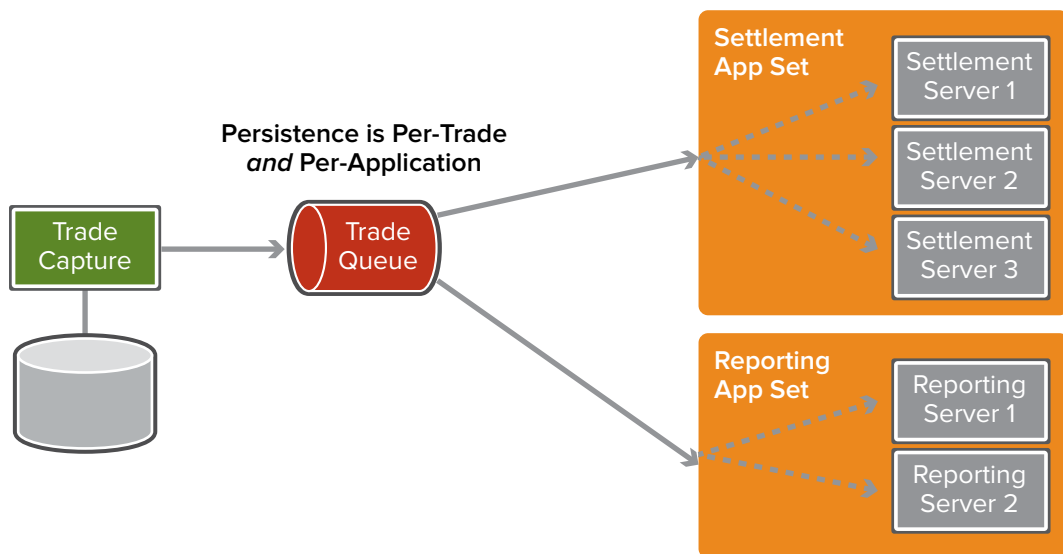 Persistence is Per-Trade
and Per-Application
Trade
Capture
Trade
Queue
Settlement
App Set
Settlement
Server 1
Settlement
Server 2
Settlement
Server 3
Reporting
App Set
Reporting
Server 1
Reporting
Server 2